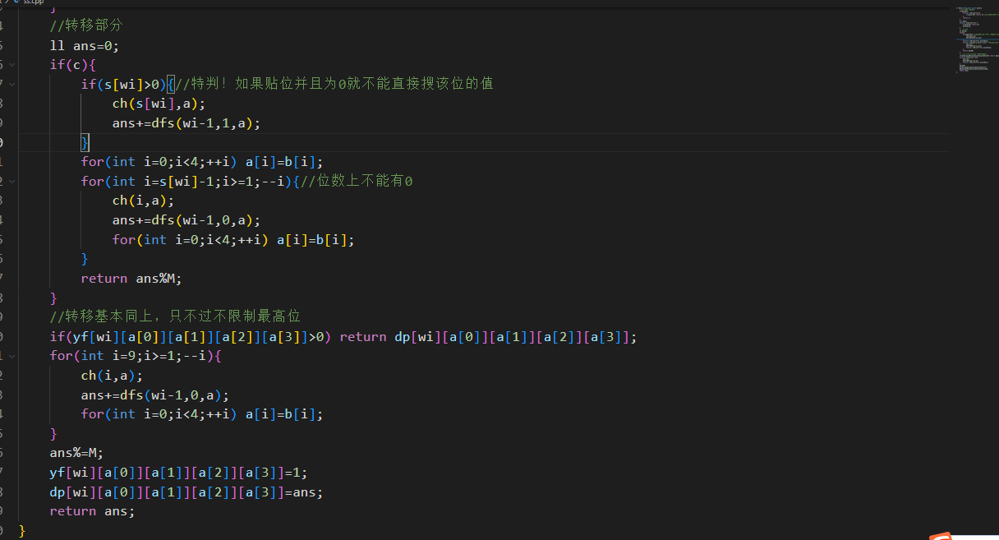 ss.cpp
}
//转移部分
ll ans=0;
if(c){
if(s[wi]>0){//特判！如果贴位并且为0就不能直接搜该位的值
ch(s[wi],a);
ans+=dfs(wi-1,1,a);
}
for(int i=0;i<4;++i) a[i]=b[i];
for(int i=s[wi]-1;i>=1;--i){//位数上不能有0
ch(i,a);
ans+=dfs(wi-1,0,a);
for(int i=0;i<4;++i) a[i]=b[i];
}
return ans%M;
}
//转移基本同上，只不过不限制最高位
if(yf[wi][a[0]][a[1]][a[2]][a[3]]>0) return dp[wi][a[0]][a[1]][a[2]][a[3]];
for(int i=9;i>=1;--i){
ch(i,a);
ans+=dfs(wi-1,0,a);
for(int i=0;i<4;++i) a[i]=b[i];
}
ans%=M;
yf[wi][a[0]][a[1]][a[2]][a[3]]=1;
dp[wi][a[0]][a[1]][a[2]][a[3]]=ans;
return ans;
}